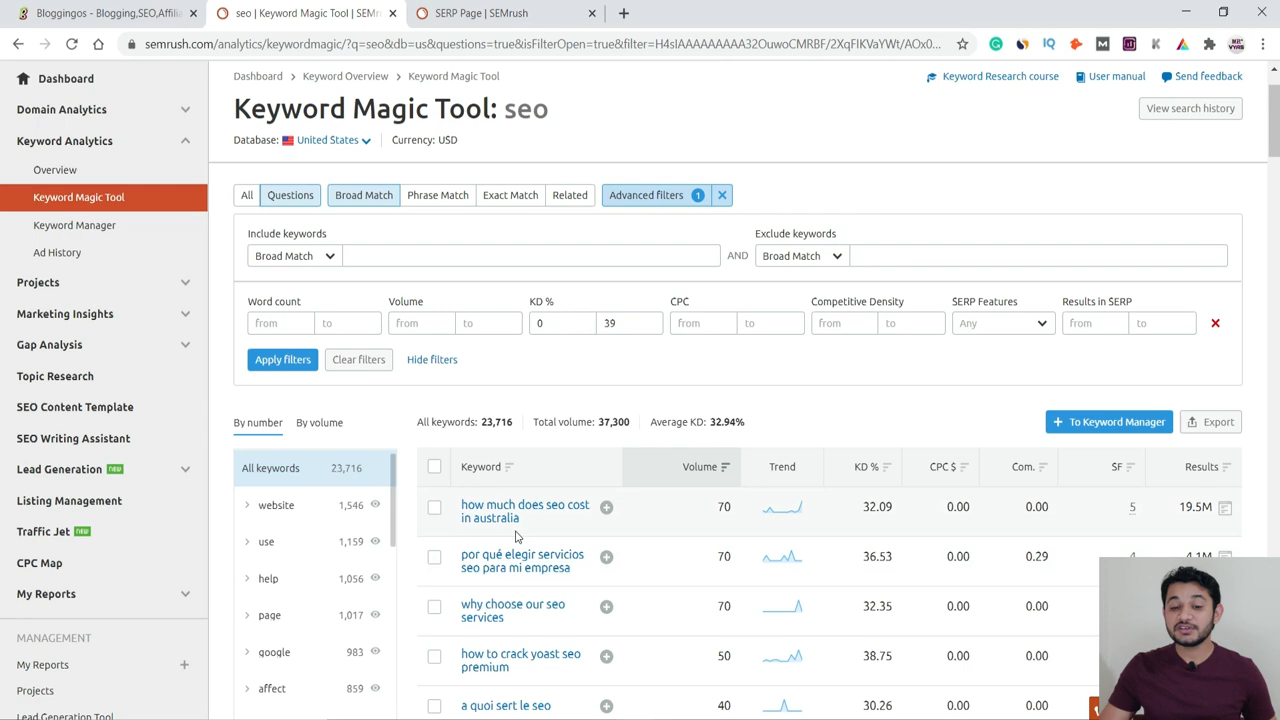 Bloggingos - Blogging,SEO,Affilia
seo | Keyword Magic Tool | SEMr
SERP Page | SEMrush
semrush.com/analytics/keywordmagic/?q=seo&db=us&questions=true&isFilterOpen=true&filter=H4sIAAAAAAAA32OuwoCMRBF/2XqFIKVaYWt/AOx0...
Dashboard
Domain Analytics
Keyword Analytics
Overview
Keyword Magic Tool
Keyword Manager
Ad History
Projects
Marketing Insights
Gap Analysis
Topic Research
SEO Content Template
SEO Writing Assistant
Lead Generation NEW
Listing Management
Traffic Jet NEW
CPC Map
My Reports
MANAGEMENT
My Reports
Projects
Lead Generation Tool
Dashboard > Keyword Overview > Keyword Magic Tool
Keyword Research course User manual Send feedback
Keyword Magic Tool: seo
View search history
Database: United States Currency: USD
All Questions Broad Match Phrase Match Exact Match Related Advanced filters 1
Include keywords Exclude keywords
Broad Match AND Broad Match
Word count Volume KD % CPC Competitive Density SERP Features Results in SERP
from to from to 0 39 from to from to Any from to
Apply filters Clear filters Hide filters
By number By volume All keywords: 23,716 Total volume: 37,300 Average KD: 32.94% + To Keyword Manager Export
All keywords 23,716
website 1,546
use 1,159
help 1,056
page 1,017
google 983
affect 859
Keyword Volume Trend KD % CPC $ Com. SF Results
how much does seo cost in australia 70 32.09 0.00 0.00 5 19.5M
por qué elegir servicios seo para mi empresa 70 36.53 0.00 0.29 4 4.1M
why choose our seo services 70 32.35 0.00 0.00
how to crack yoast seo premium 50 38.75 0.00 0.00
a quoi sert le seo 40 30.26 0.00 0.00